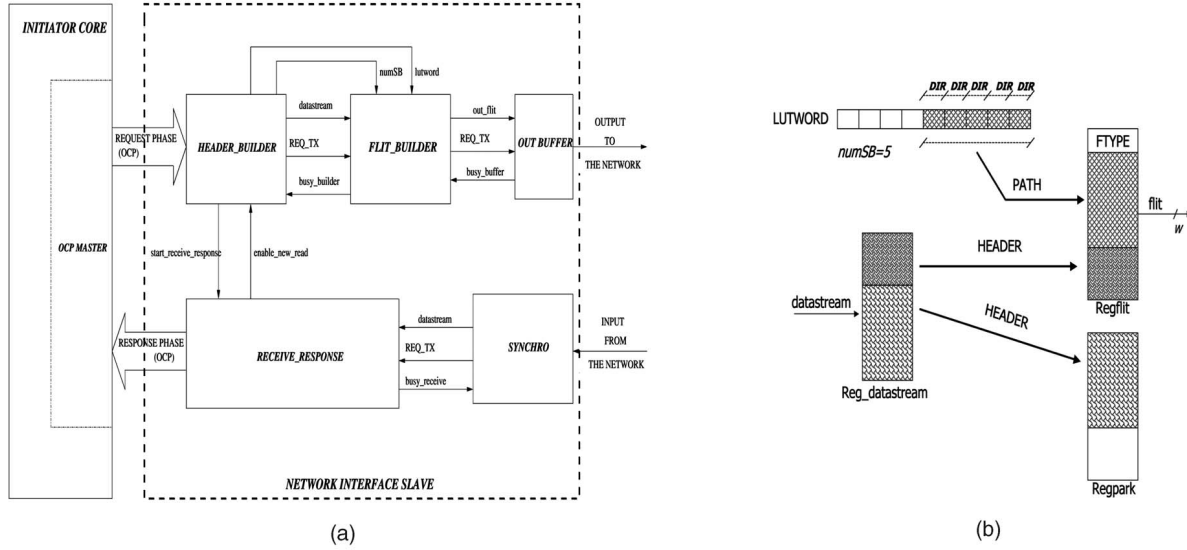 INITIATOR CORE
OCP MASTER
REQUEST PHASE
(OCP)
RESPONSE PHASE
(OCP)
numSB
lutword
datastream
REQ_TX
busy_builder
HEADER_BUILDER
FLIT_BUILDER
out_flit
REQ_TX
busy_buffer
OUT BUFFER
OUTPUT
TO
THE NETWORK
start_receive_response
enable_new_read
datastream
REQ_TX
busy_receive
RECEIVE_RESPONSE
SYNCHRO
INPUT
FROM
THE NETWORK
NETWORK INTERFACE SLAVE
(a)
DIR DIR DIR DIR DIR
LUTWORD
numSB=5
PATH
FTYPE
flit
w
HEADER
Regflit
datastream
HEADER
Reg_datastream
Regpark
(b)